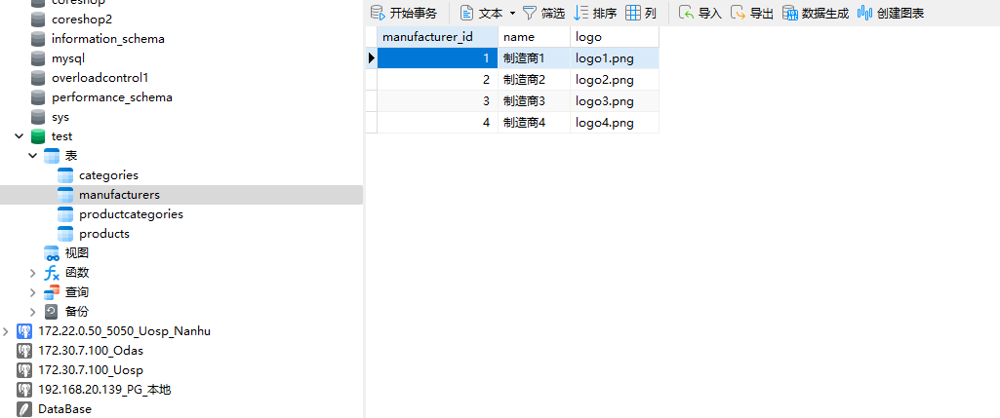 coreshop
coreshop2
information_schema
mysql
overloadcontrol1
performance_schema
sys
test
表
categories
manufacturers
productcategories
products
视图
函数
查询
备份
172.22.0.50_5050_Uosp_Nanhu
172.30.7.100_Odas
172.30.7.100_Uosp
192.168.20.139_PG_本地
DataBase
开始事务 文本 筛选 排序 列 导入 导出 数据生成 创建图表
manufacturer_id name logo
1 制造商1 logo1.png
2 制造商2 logo2.png
3 制造商3 logo3.png
4 制造商4 logo4.png